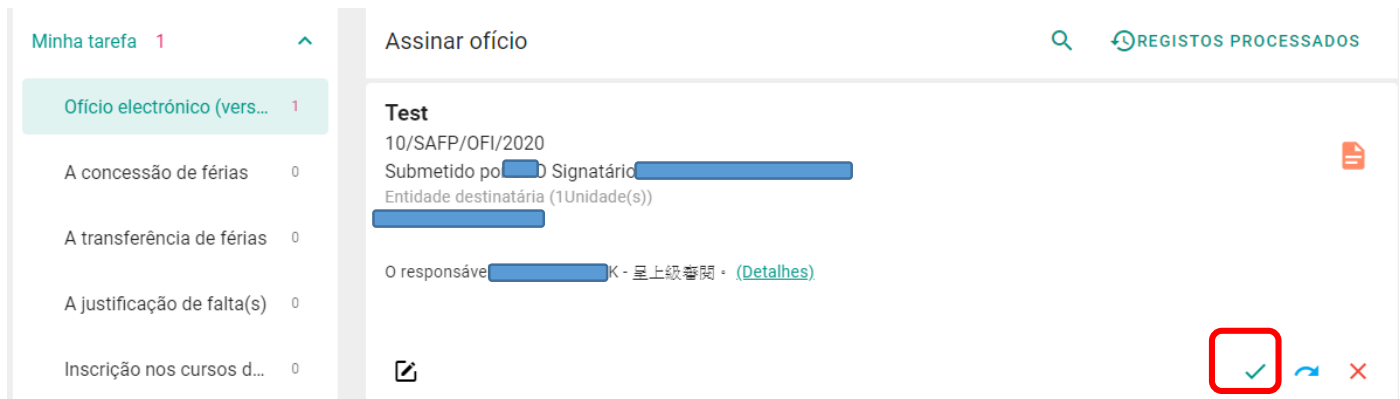 Minha tarefa 1
Ofício electrónico (vers... 1
A concessão de férias 0
A transferência de férias 0
A justificação de falta(s) 0
Inscrição nos cursos d... 0
Assinar ofício
REGISTOS PROCESSADOS
Test
10/SAFP/OFI/2020
Submetido po O Signatário
Entidade destinatária (1Unidade(s))
O responsáve K - 呈上級審閱。 (Detalhes)